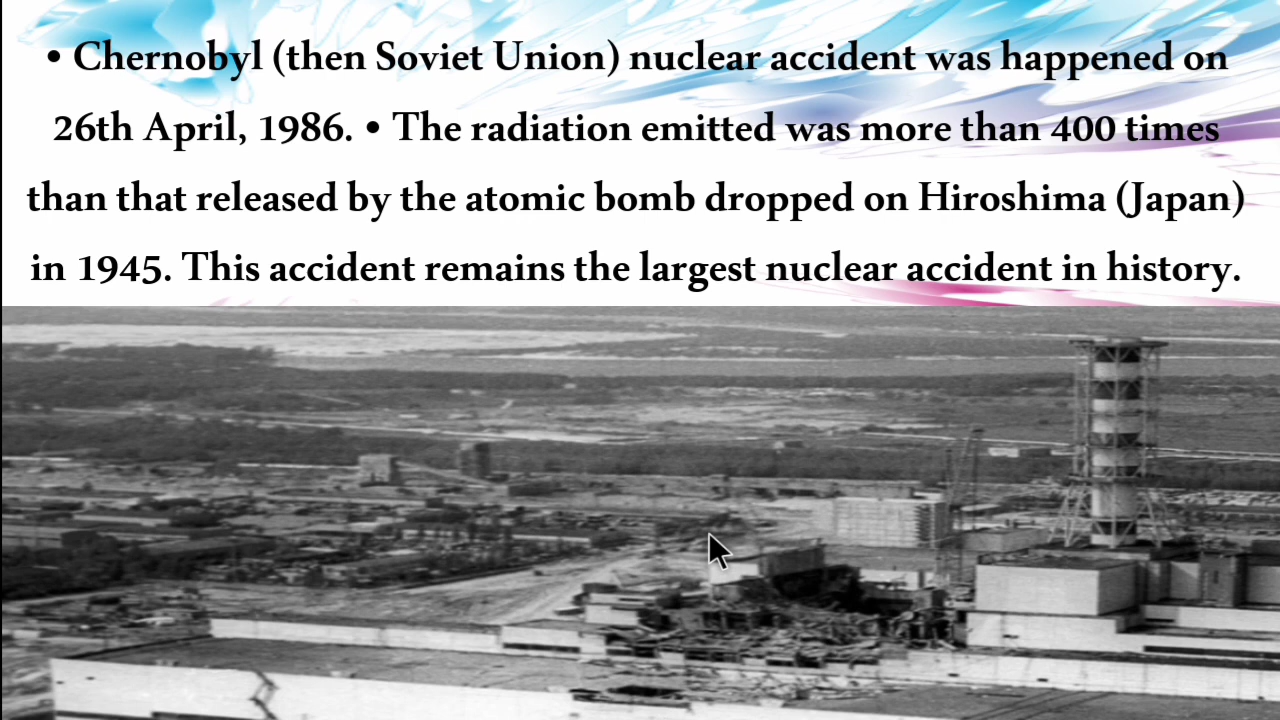 • Chernobyl (then Soviet Union) nuclear accident was happened on
26th April, 1986. • The radiation emitted was more than 400 times
than that released by the atomic bomb dropped on Hiroshima (Japan)
in 1945. This accident remains the largest nuclear accident in history.